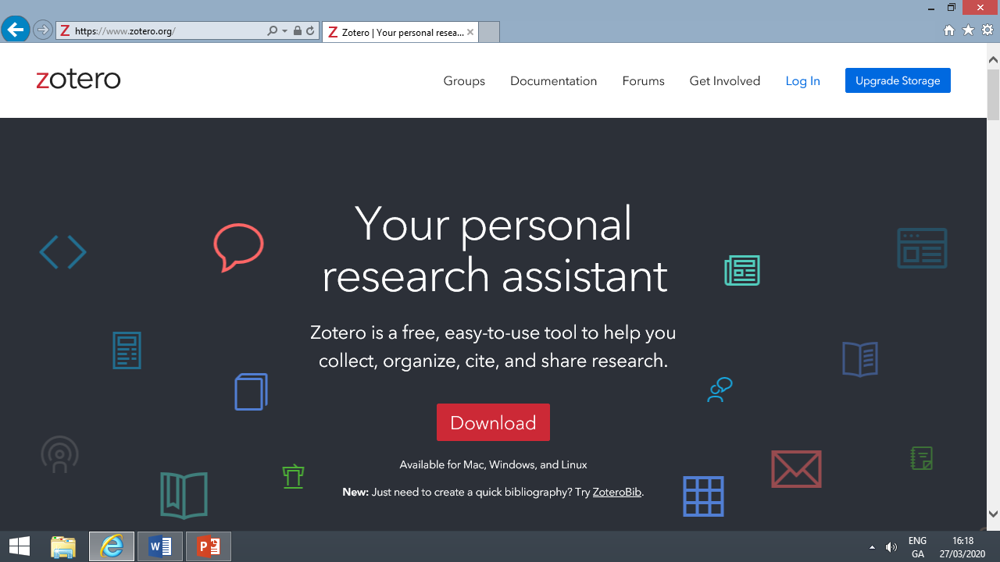 https://www.zotero.org/
Zotero | Your personal resea...
zotero
Groups
Documentation
Forums
Get Involved
Log In
Upgrade Storage
Your personal
research assistant
Zotero is a free, easy-to-use tool to help you
collect, organize, cite, and share research.
Download
Available for Mac, Windows, and Linux
New: Just need to create a quick bibliography? Try ZoteroBib.
ENG
GA
16:18
27/03/2020